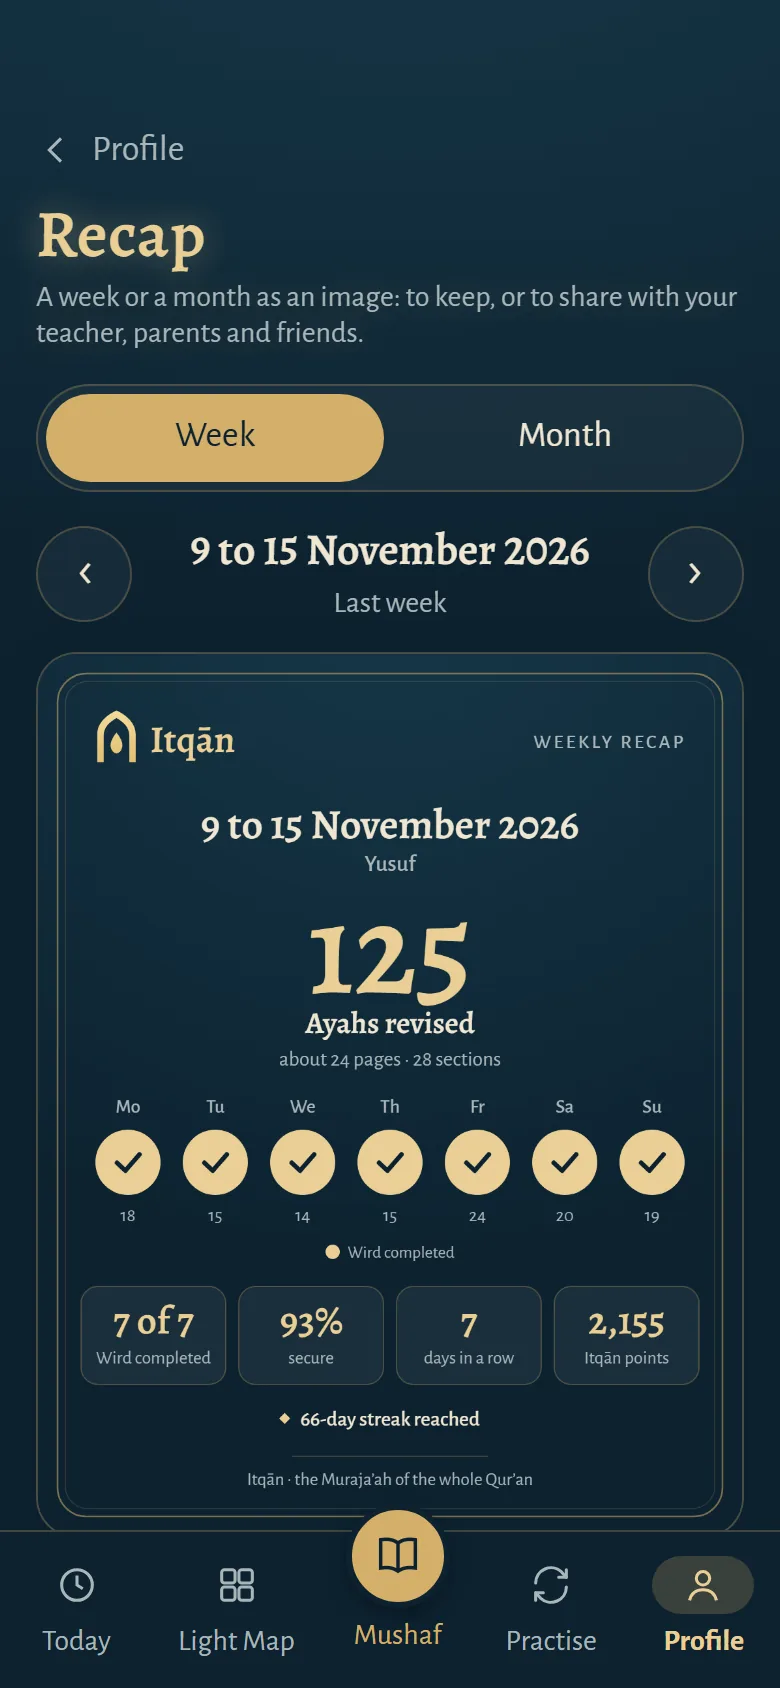 Profile
Recap
A week or a month as an image: to keep, or to share with your
teacher, parents and friends.
Week Month
9 to 15 November 2026
Last week
Itqān WEEKLY RECAP
9 to 15 November 2026
Yusuf
125
Ayahs revised
about 24 pages · 28 sections
Mo Tu We Th Fr Sa Su
18 15 14 15 24 20 19
Wird completed
7 of 7 93% 7 2,155
Wird completed secure days in a row Itqān points
66-day streak reached
Itqān · the Muraja’ah of the whole Qur’an
Today Light Map Mushaf Practise Profile